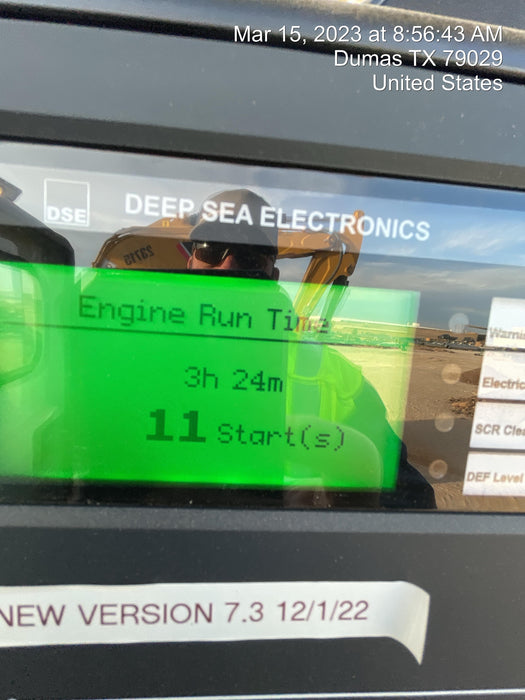 Mar 15, 2023 at 8:56:43 AM
Dumas TX 79029
United States
DSE DEEP SEA ELECTRONICS
Engine Run Time
3h 24m
11 Start(s)
SCR
DEF Level
NEW VERSION 7.3 12/1/22